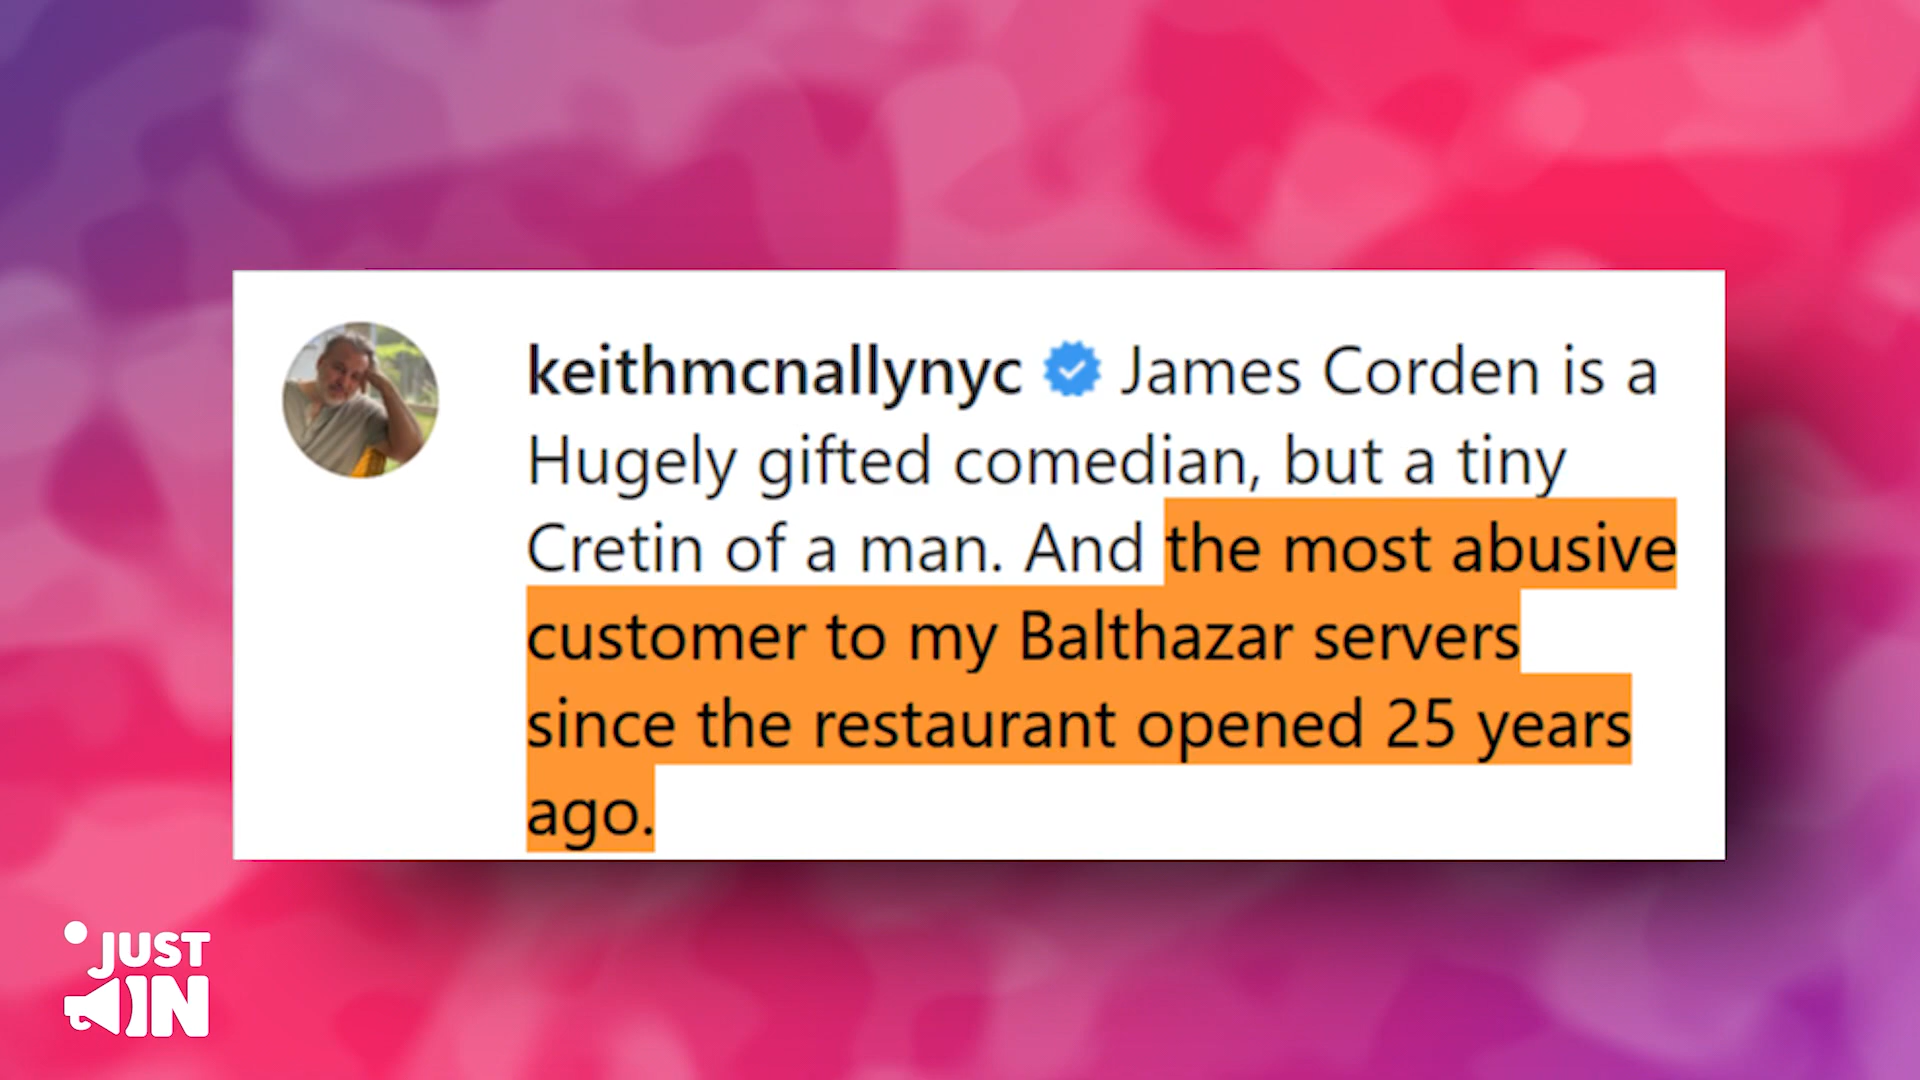 keithmcnallynyc James Corden is a
Hugely gifted comedian, but a tiny
Cretin of a man. And the most abusive
customer to my Balthazar servers
since the restaurant opened 25 years
ago.
JUST
IN